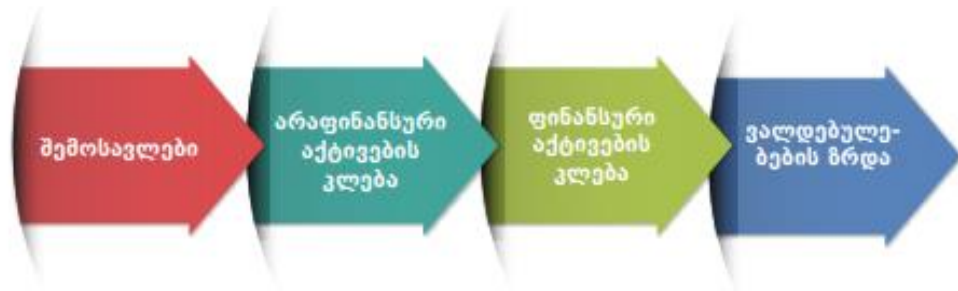 შემოსავლები
არაფინანსური
აქტივების
კლება
ფინანსური
აქტივების
კლება
ვალდებულე-
ბების ზრდა